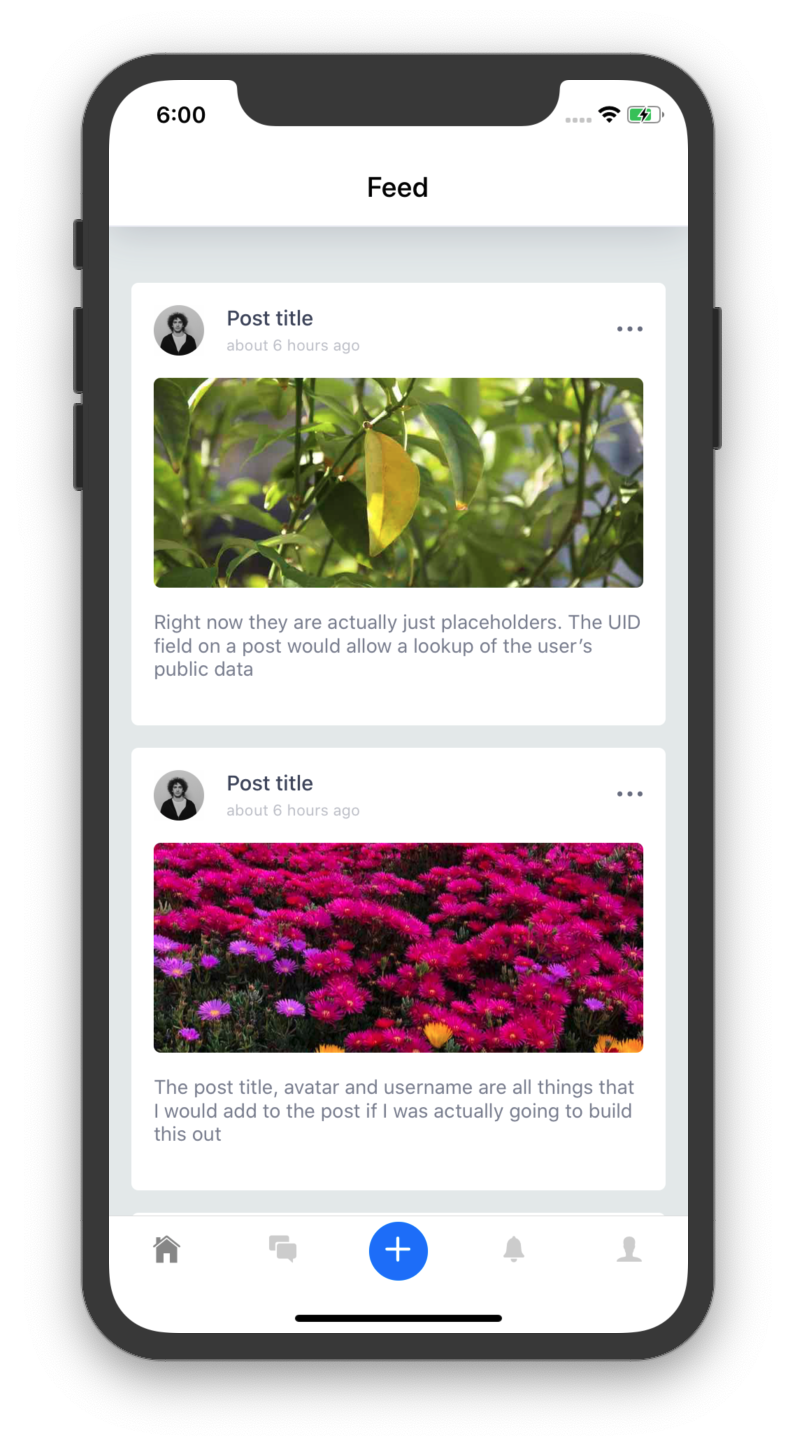 6:00
Feed
Post title
about 6 hours ago
Right now they are actually just placeholders. The UID
field on a post would allow a lookup of the user’s
public data
Post title
about 6 hours ago
The post title, avatar and username are all things that
I would add to the post if I was actually going to build
this out